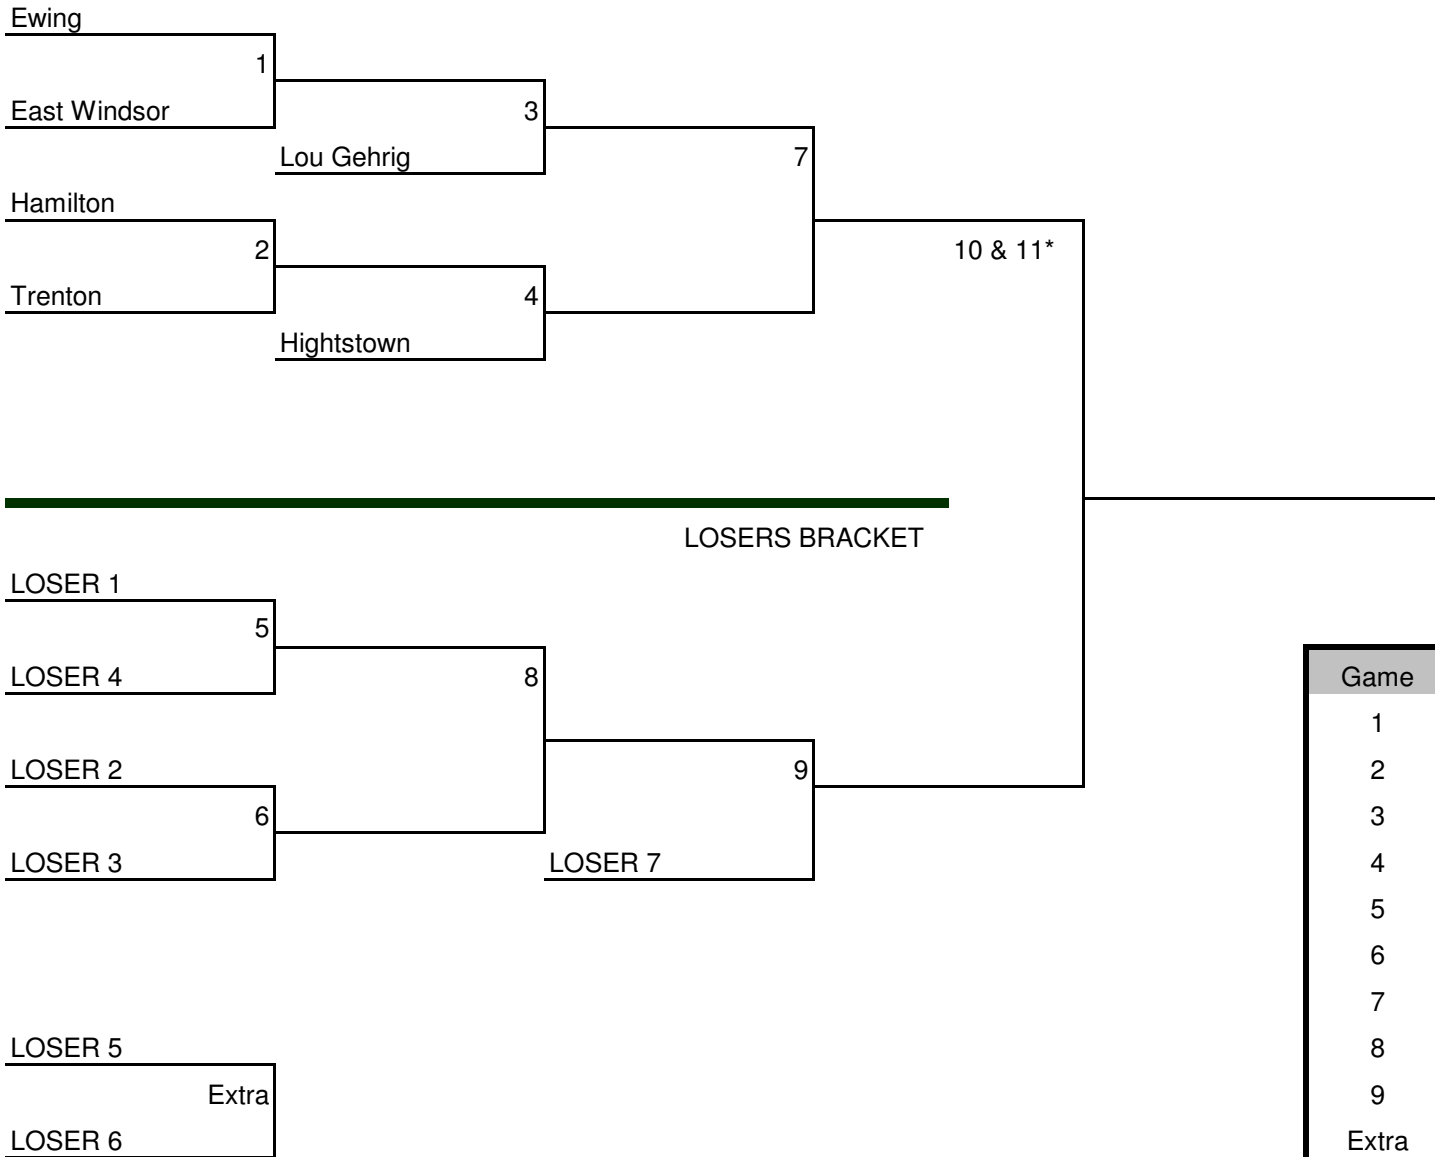 Ewing
1
East Windsor
3
Lou Gehrig
7
Hamilton
2
10 & 11*
Trenton
4
Hightstown
LOSERS BRACKET
LOSER 1
5
LOSER 4
8
LOSER 2
9
6
LOSER 3
LOSER 7
LOSER 5
Extra
LOSER 6
Game
1
2
3
4
5
6
7
8
9
Extra